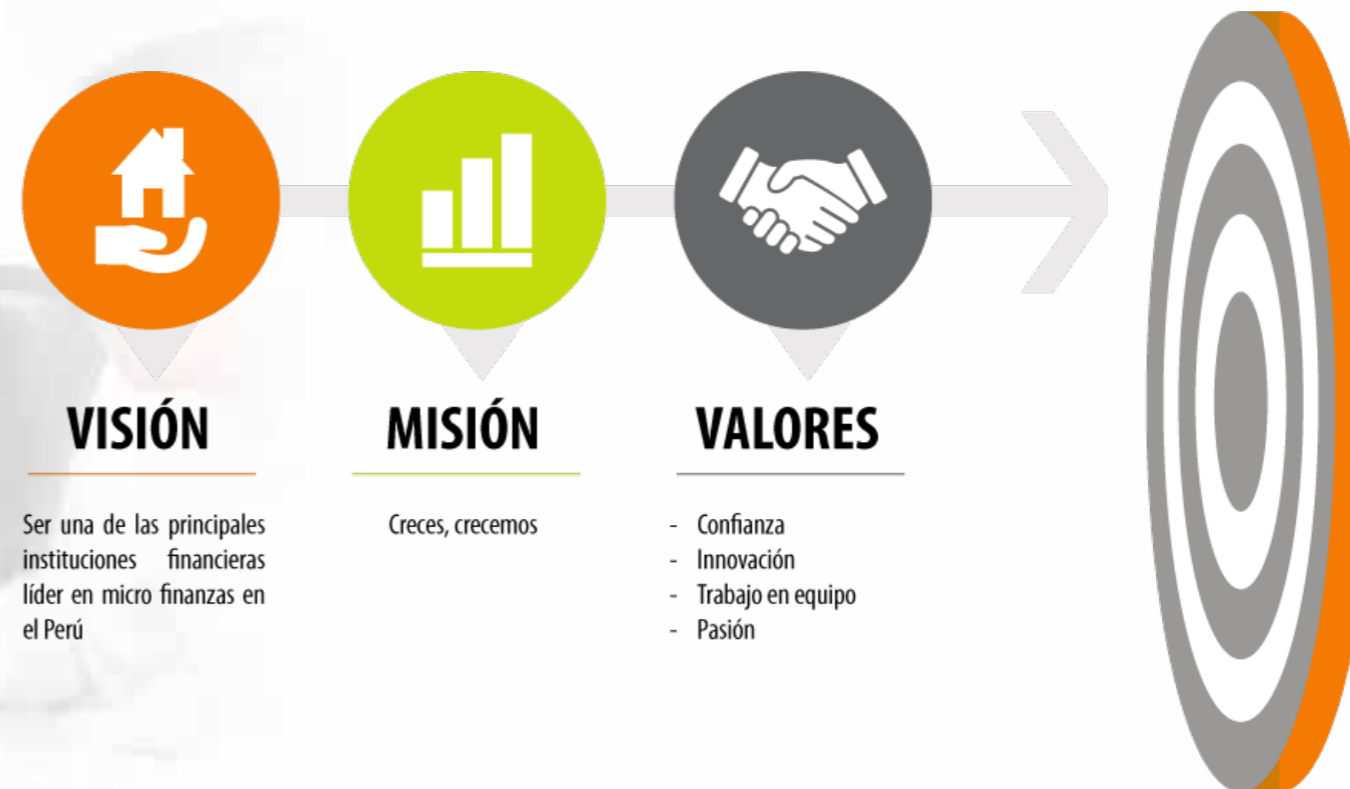 VISIÓN
Ser una de las principales
instituciones financieras
líder en micro finanzas en
el Perú
MISIÓN
Creces, crecemos
VALORES
- Confianza
- Innovación
- Trabajo en equipo
- Pasión